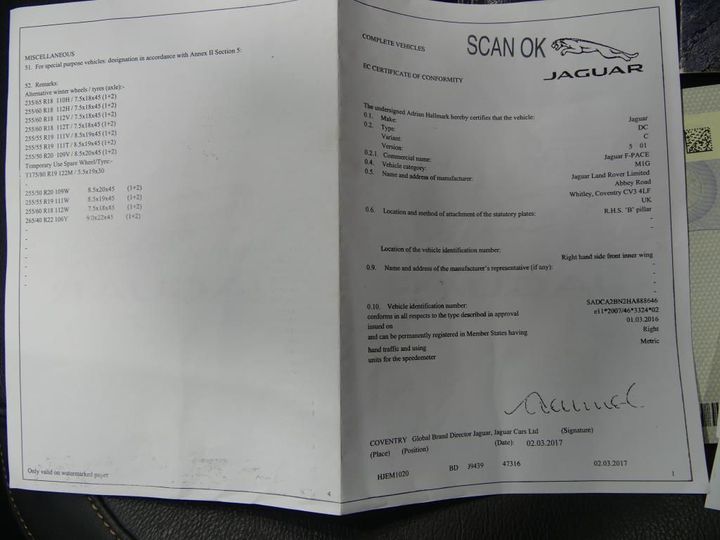 MISCELLANEOUS
51. For special purpose vehicles: designation in accordance with Annex II Section 5:
52. Remarks:
Alternative winter wheels / tyres (axle):-
235/65 R18 110H / 7.5x18x45 (1+2)
255/60 R18 112H / 7.5x18x45 (1+2)
255/60 R18 112V / 7.5x18x45 (1+2)
255/60 R18 112T / 7.5x18x45 (1+2)
255/55 R19 111V / 8.5x19x45 (1+2)
255/55 R19 111T / 8.5x19x45 (1+2)
255/50 R20 109V / 8.5x20x45 (1+2)
Temporary Use Spare Wheel/Tyre:-
T175/80 R19 122M / 5.5x19x30
255/50 R20 109W 8.5x20x45 (1+2)
255/55 R19 111W 8.5x19x45 (1+2)
255/60 R18 112W 7.5x18x45 (1+2)
265/40 R22 106Y 9.0x22x45 (1+2)
Only valid on watermarked paper
4
COMPLETE VEHICLES
SCAN OK
JAGUAR
EC CERTIFICATE OF CONFORMITY
The undersigned Adrian Hallmark hereby certifies that the vehicle:
0.1. Make: Jaguar
0.2. Type: DC
Variant: C
Version: 5 01
0.2.1 Commercial name: Jaguar F-PACE
0.4. Vehicle category: M1G
0.5. Name and address of manufacturer: Jaguar Land Rover Limited
Abbey Road
Whitley, Coventry CV3 4LF
UK
0.6. Location and method of attachment of the statutory plates: R.H.S. 'B' pillar
Location of the vehicle identification number: Right hand side front inner wing
0.9. Name and address of the manufacturer's representative (if any):
0.10. Vehicle identification number: SADCA2BN2HA888646
conforms in all respects to the type described in approval e11*2007/46*3324*02
issued on 01.03.2016
and can be permanently registered in Member States having Right
hand traffic and using Metric
units for the speedometer
COVENTRY Global Brand Director Jaguar, Jaguar Cars Ltd (Signature)
(Place) (Position) (Date): 02.03.2017
HJEM1020 BD J9439 47316 02.03.2017
1